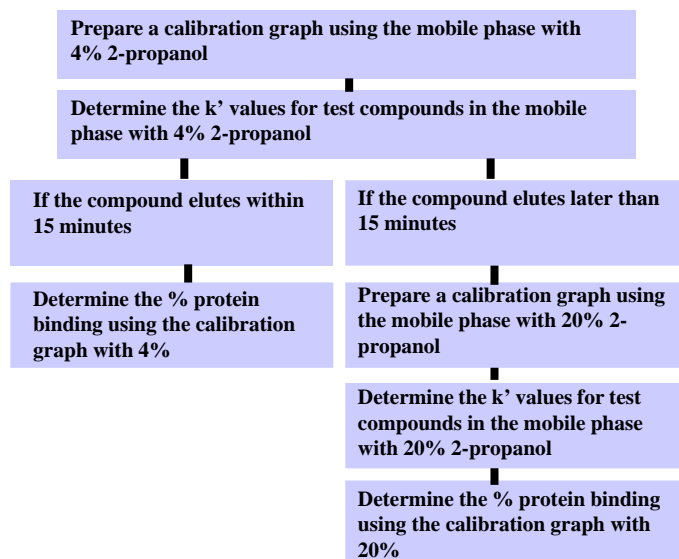 Prepare a calibration graph using the mobile phase with
4% 2-propanol
Determine the k’ values for test compounds in the mobile
phase with 4% 2-propanol
If the compound elutes within
15 minutes
If the compound elutes later than
15 minutes
Determine the % protein
binding using the calibration
graph with 4%
Prepare a calibration graph using
the mobile phase with 20% 2-
propanol
Determine the k’ values for test
compounds in the mobile phase
with 20% 2-propanol
Determine the % protein binding
using the calibration graph with
20%